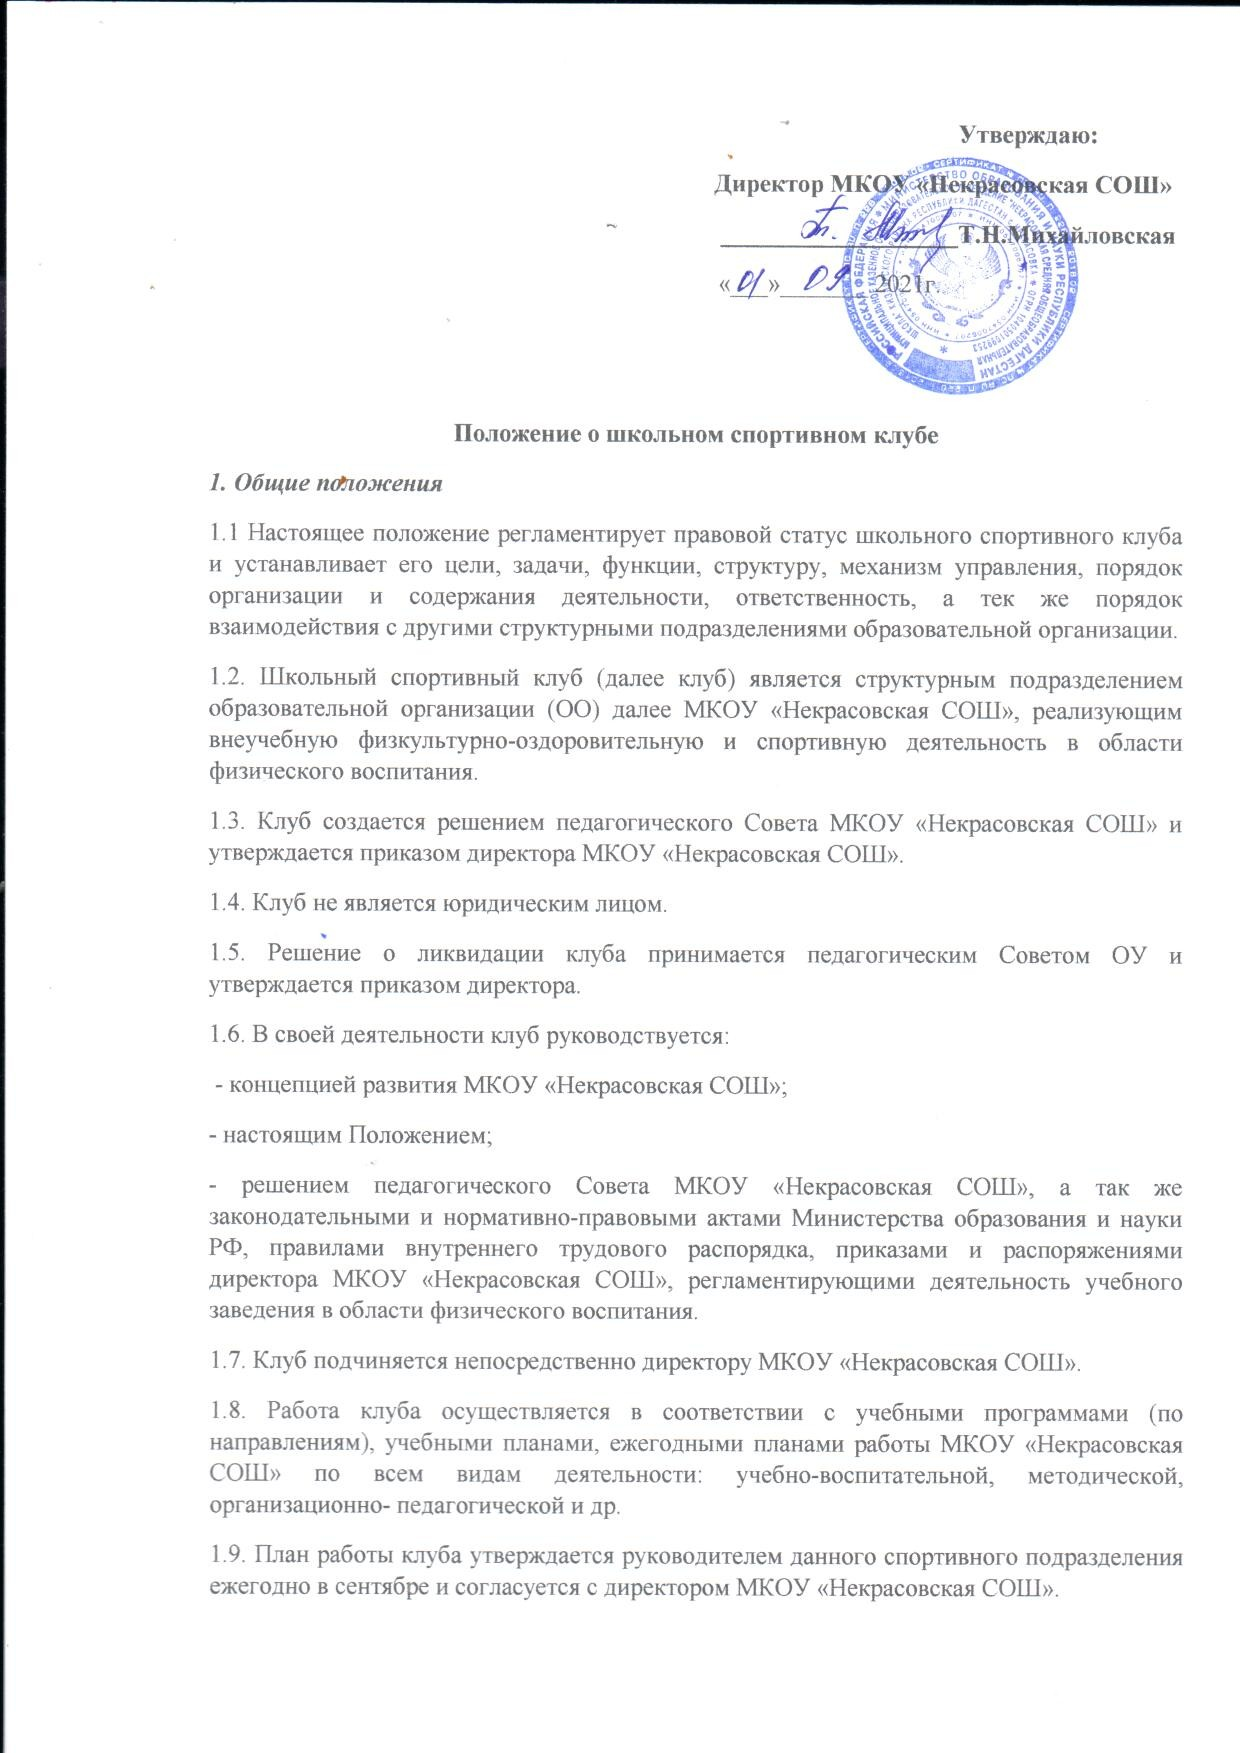 Утверждаю:
Директор МКОУ «Некрасовская СОШ»
Т.Н.Михайловская
«01» 09 2021г.
Положение о школьном спортивном клубе
1. Общие положения
1.1 Настоящее положение регламентирует правовой статус школьного спортивного клуба
и устанавливает его цели, задачи, функции, структуру, механизм управления, порядок
организации и содержания деятельности, ответственность, а тек же порядок
взаимодействия с другими структурными подразделениями образовательной организации.
1.2. Школьный спортивный клуб (далее клуб) является структурным подразделением
образовательной организации (ОО) далее МКОУ «Некрасовская СОШ», реализующим
внеучебную физкультурно-оздоровительную и спортивную деятельность в области
физического воспитания.
1.3. Клуб создается решением педагогического Совета МКОУ «Некрасовская СОШ» и
утверждается приказом директора МКОУ «Некрасовская СОШ».
1.4. Клуб не является юридическим лицом.
1.5. Решение о ликвидации клуба принимается педагогическим Советом ОУ и
утверждается приказом директора.
1.6. В своей деятельности клуб руководствуется:
- концепцией развития МКОУ «Некрасовская СОШ»;
- настоящим Положением;
- решением педагогического Совета МКОУ «Некрасовская СОШ», а так же
законодательными и нормативно-правовыми актами Министерства образования и науки
РФ, правилами внутреннего трудового распорядка, приказами и распоряжениями
директора МКОУ «Некрасовская СОШ», регламентирующими деятельность учебного
заведения в области физического воспитания.
1.7. Клуб подчиняется непосредственно директору МКОУ «Некрасовская СОШ».
1.8. Работа клуба осуществляется в соответствии с учебными программами (по
направлениям), учебными планами, ежегодными планами работы МКОУ «Некрасовская
СОШ» по всем видам деятельности: учебно-воспитательной, методической,
организационно- педагогической и др.
1.9. План работы клуба утверждается руководителем данного спортивного подразделения
ежегодно в сентябре и согласуется с директором МКОУ «Некрасовская СОШ».
РОССИЙСКАЯ ФЕДЕРАЦИЯ * МИНИСТЕРСТВО ОБРАЗОВАНИЯ И НАУКИ РЕСПУБЛИКИ ДАГЕСТАН